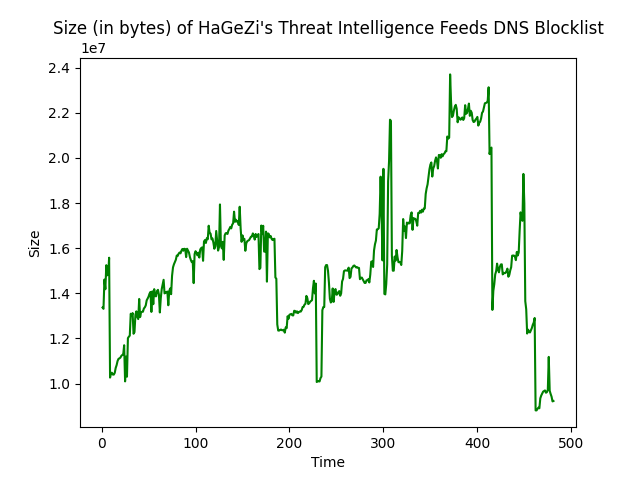 Size (in bytes) of HaGeZi's Threat Intelligence Feeds DNS Blocklist
1e7
2.4
2.2
2.0
1.8
1.6
1.4
1.2
1.0
Size
0 100 200 300 400 500
Time